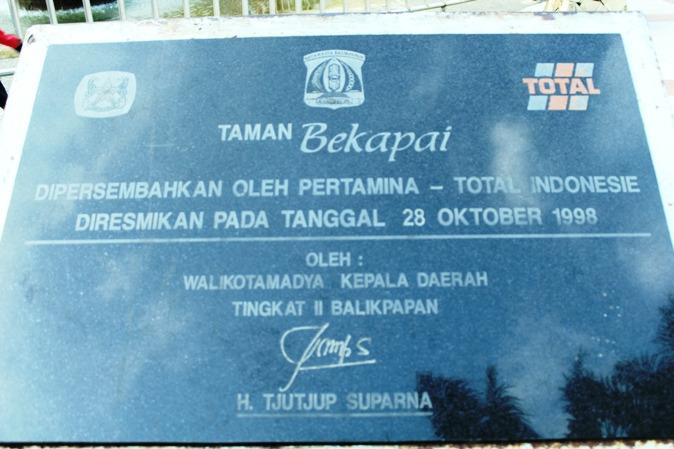 TOTAL
TAMAN Bekapai
DIPERSEMBAHKAN OLEH PERTAMINA – TOTAL INDONESIE
DIRESMIKAN PADA TANGGAL 28 OKTOBER 1998
OLEH :
WALIKOTAMADYA KEPALA DAERAH
TINGKAT II BALIKPAPAN
H. TJUTJUP SUPARNA